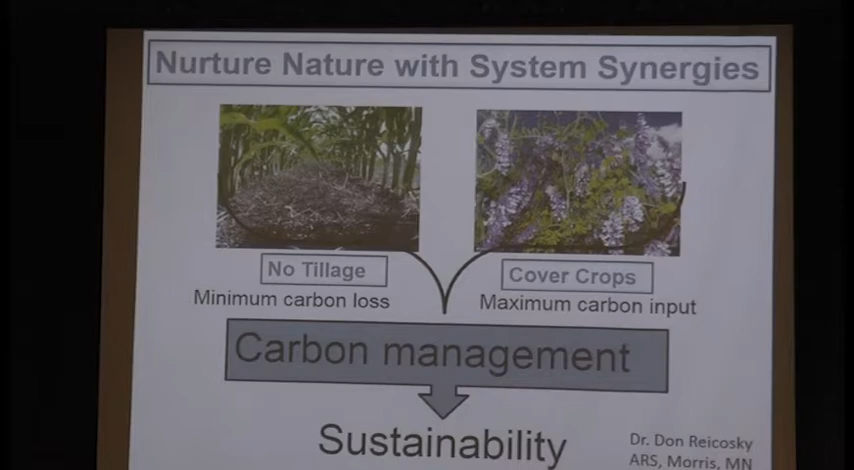 Nurture Nature with System Synergies
No Tillage
Minimum carbon loss
Cover Crops
Maximum carbon input
Carbon management
Sustainability
Dr. Don Reicosky
ARS, Morris, MN